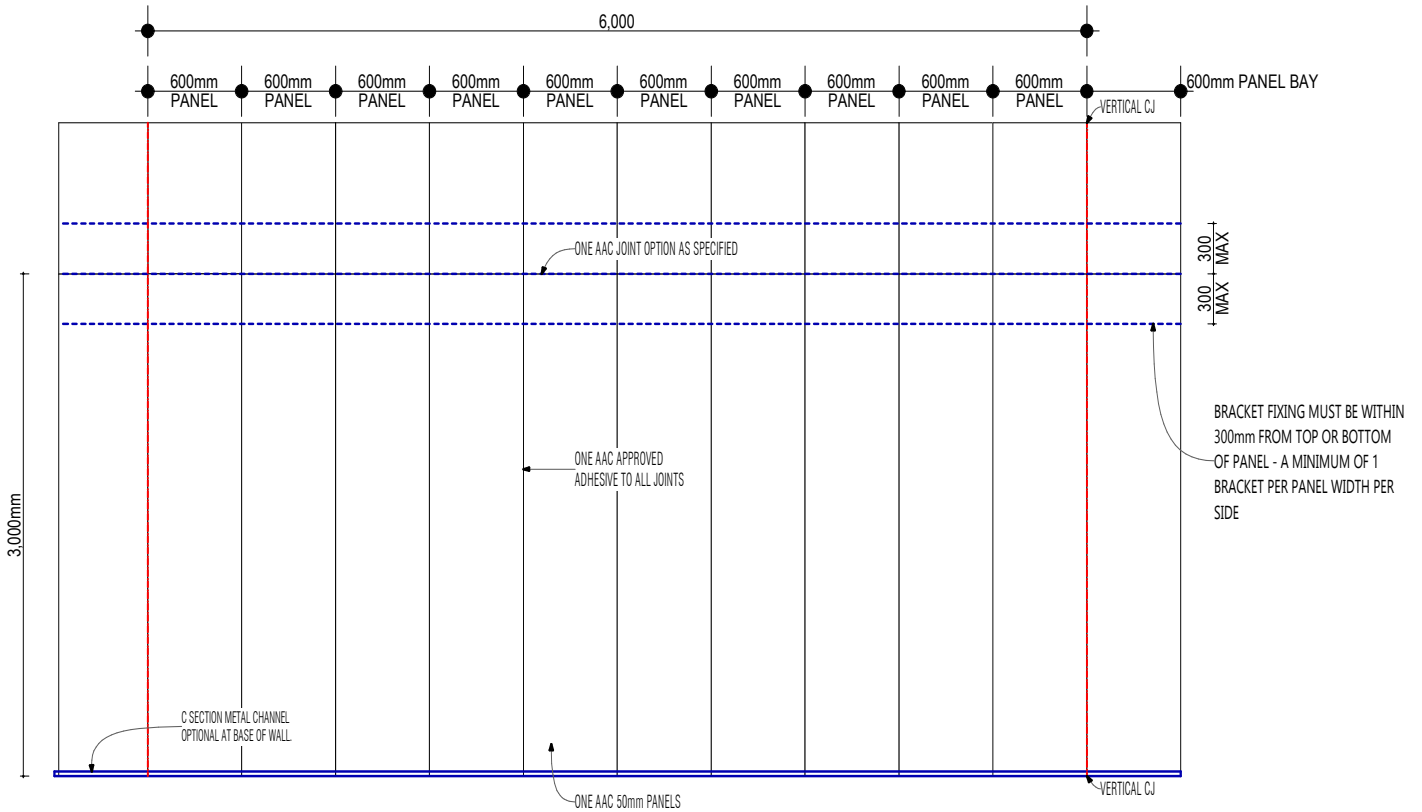 6,000
600mm
PANEL
600mm
PANEL
600mm
PANEL
600mm
PANEL
600mm
PANEL
600mm
PANEL
600mm
PANEL
600mm
PANEL
600mm
PANEL
600mm
PANEL
600mm PANEL BAY
VERTICAL CJ
ONE AAC JOINT OPTION AS SPECIFIED
300
MAX
300
MAX
BRACKET FIXING MUST BE WITHIN
300mm FROM TOP OR BOTTOM
OF PANEL - A MINIMUM OF 1
BRACKET PER PANEL WIDTH PER
SIDE
ONE AAC APPROVED
ADHESIVE TO ALL JOINTS
3,000mm
C SECTION METAL CHANNEL
OPTIONAL AT BASE OF WALL.
ONE AAC 50mm PANELS
VERTICAL CJ